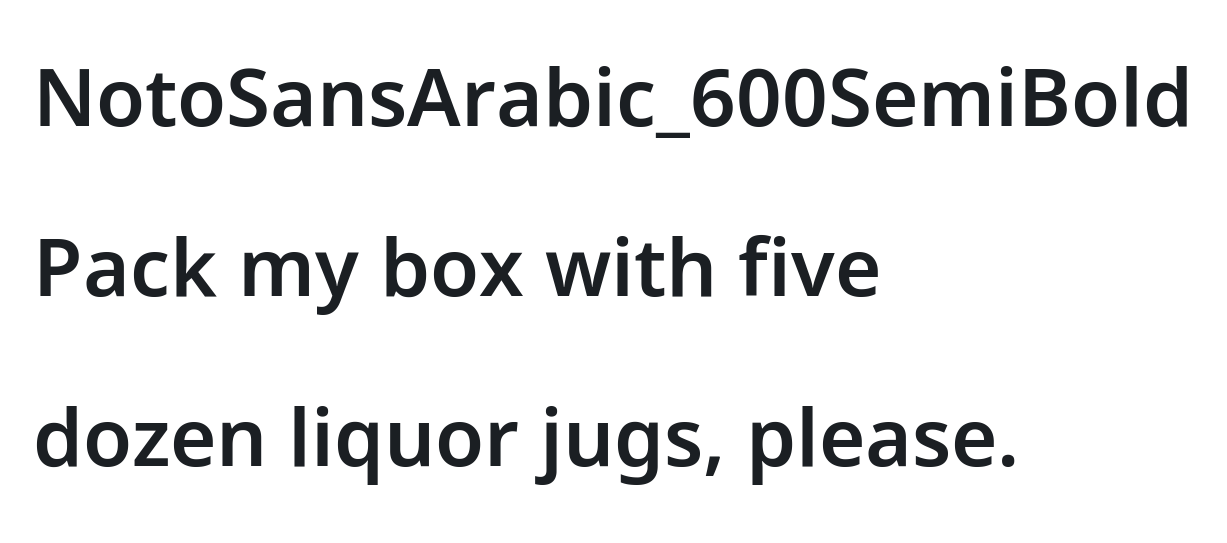 NotoSansArabic_600SemiBold
Pack my box with five
dozen liquor jugs, please.